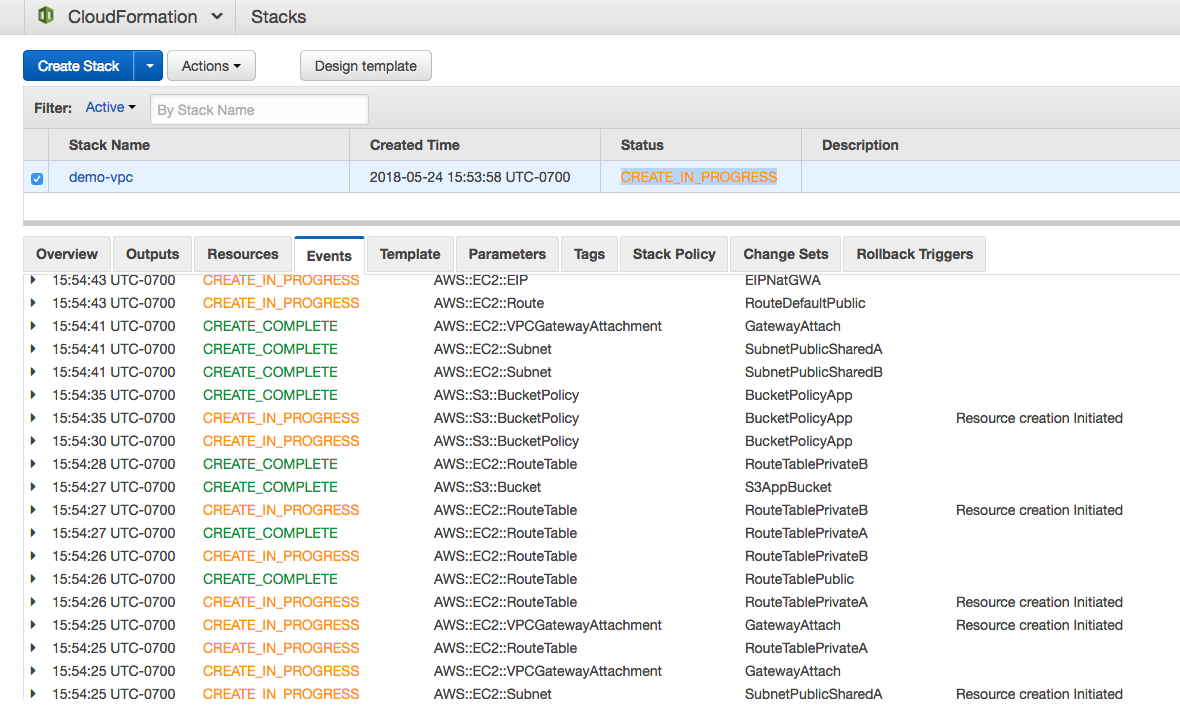 CloudFormation Stacks
Create Stack Actions Design template
Filter: Active By Stack Name
Stack Name Created Time Status Description
demo-vpc 2018-05-24 15:53:58 UTC-0700 CREATE_IN_PROGRESS
Overview Outputs Resources Events Template Parameters Tags Stack Policy Change Sets Rollback Triggers
15:54:43 UTC-0700 CREATE_IN_PROGRESS AWS::EC2::EIP EIPNatGWA
15:54:43 UTC-0700 CREATE_IN_PROGRESS AWS::EC2::Route RouteDefaultPublic
15:54:41 UTC-0700 CREATE_COMPLETE AWS::EC2::VPCGatewayAttachment GatewayAttach
15:54:41 UTC-0700 CREATE_COMPLETE AWS::EC2::Subnet SubnetPublicSharedA
15:54:41 UTC-0700 CREATE_COMPLETE AWS::EC2::Subnet SubnetPublicSharedB
15:54:35 UTC-0700 CREATE_COMPLETE AWS::S3::BucketPolicy BucketPolicyApp
15:54:35 UTC-0700 CREATE_IN_PROGRESS AWS::S3::BucketPolicy BucketPolicyApp Resource creation Initiated
15:54:30 UTC-0700 CREATE_IN_PROGRESS AWS::S3::BucketPolicy BucketPolicyApp
15:54:28 UTC-0700 CREATE_COMPLETE AWS::EC2::RouteTable RouteTablePrivateB
15:54:27 UTC-0700 CREATE_COMPLETE AWS::S3::Bucket S3AppBucket
15:54:27 UTC-0700 CREATE_IN_PROGRESS AWS::EC2::RouteTable RouteTablePrivateB Resource creation Initiated
15:54:27 UTC-0700 CREATE_COMPLETE AWS::EC2::RouteTable RouteTablePrivateA
15:54:26 UTC-0700 CREATE_IN_PROGRESS AWS::EC2::RouteTable RouteTablePrivateB
15:54:26 UTC-0700 CREATE_COMPLETE AWS::EC2::RouteTable RouteTablePublic
15:54:26 UTC-0700 CREATE_IN_PROGRESS AWS::EC2::RouteTable RouteTablePrivateA Resource creation Initiated
15:54:25 UTC-0700 CREATE_IN_PROGRESS AWS::EC2::VPCGatewayAttachment GatewayAttach Resource creation Initiated
15:54:25 UTC-0700 CREATE_IN_PROGRESS AWS::EC2::RouteTable RouteTablePrivateA
15:54:25 UTC-0700 CREATE_IN_PROGRESS AWS::EC2::VPCGatewayAttachment GatewayAttach
15:54:25 UTC-0700 CREATE_IN_PROGRESS AWS::EC2::Subnet SubnetPublicSharedA Resource creation Initiated